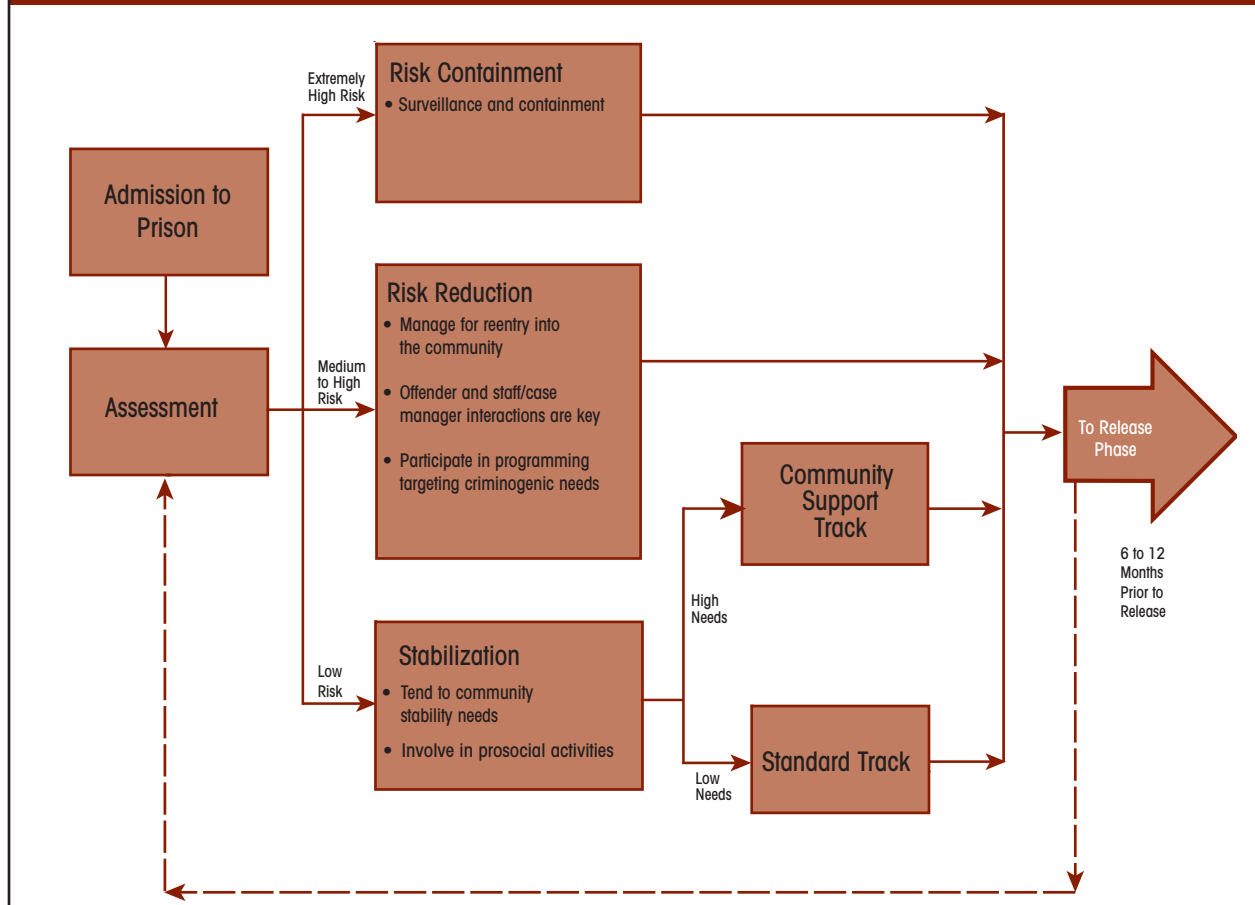 Admission to
Prison
Assessment
Extremely
High Risk
Risk Containment
• Surveillance and containment
Medium
to High
Risk
Risk Reduction
• Manage for reentry into
the community
• Offender and staff/case
manager interactions are key
• Participate in programming
targeting criminogenic needs
Low
Risk
Stabilization
• Tend to community
stability needs
• Involve in prosocial activities
High
Needs
Community
Support
Track
Low
Needs
Standard Track
To Release
Phase
6 to 12
Months
Prior to
Release